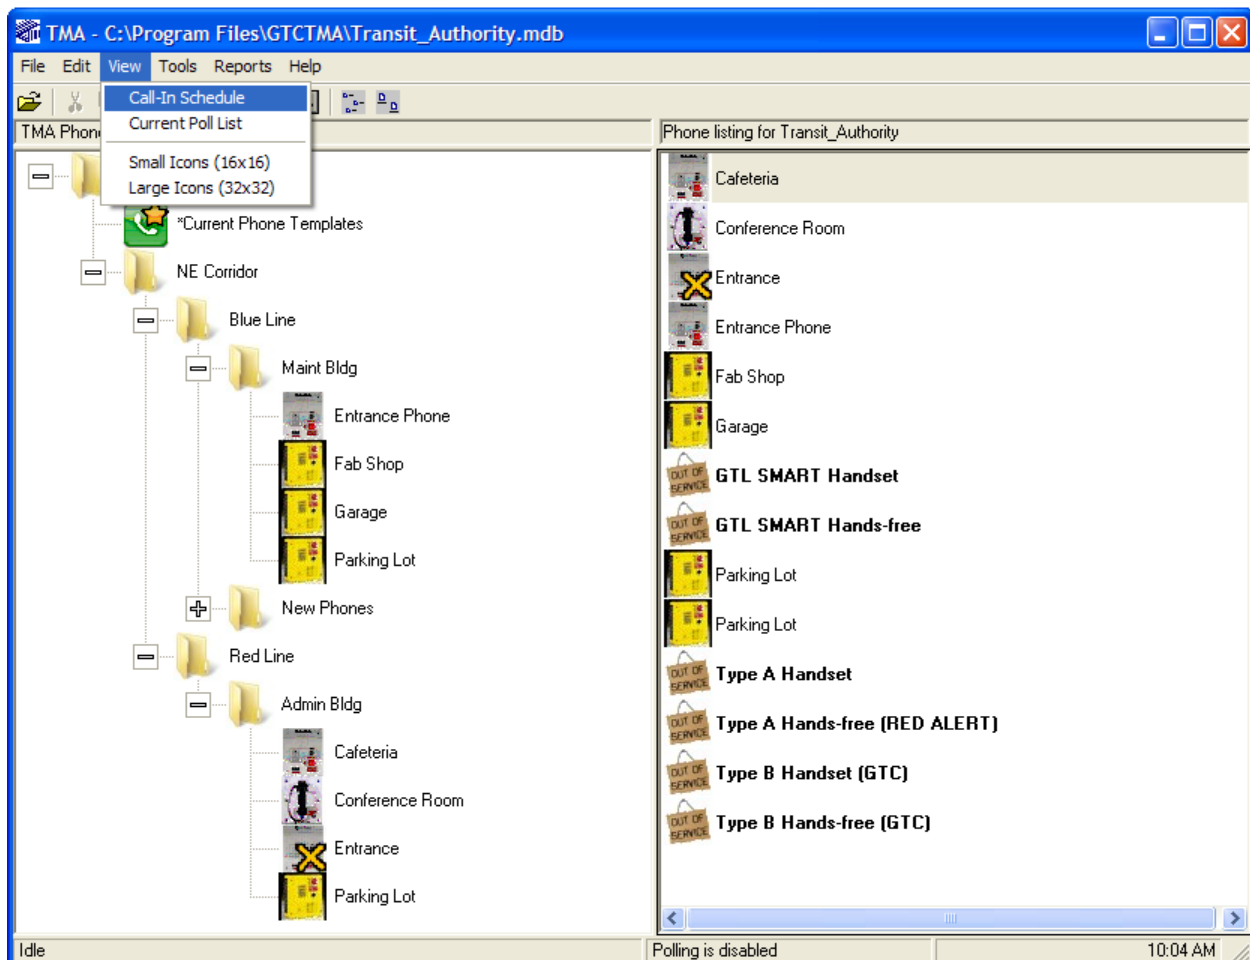 TMA - C:\Program Files\GTCTMA\Transit_Authority.mdb
File Edit View Tools Reports Help
Call-In Schedule
Current Poll List
Small Icons (16x16)
Large Icons (32x32)
TMA Phon
*Current Phone Templates
NE Corridor
Blue Line
Maint Bldg
Entrance Phone
Fab Shop
Garage
Parking Lot
New Phones
Red Line
Admin Bldg
Cafeteria
Conference Room
Entrance
Parking Lot
Phone listing for Transit_Authority
Cafeteria
Conference Room
Entrance
Entrance Phone
Fab Shop
Garage
OUT OF SERVICE GTL SMART Handset
OUT OF SERVICE GTL SMART Hands-free
Parking Lot
Parking Lot
OUT OF SERVICE Type A Handset
OUT OF SERVICE Type A Hands-free (RED ALERT)
OUT OF SERVICE Type B Handset (GTC)
OUT OF SERVICE Type B Hands-free (GTC)
Idle
Polling is disabled
10:04 AM